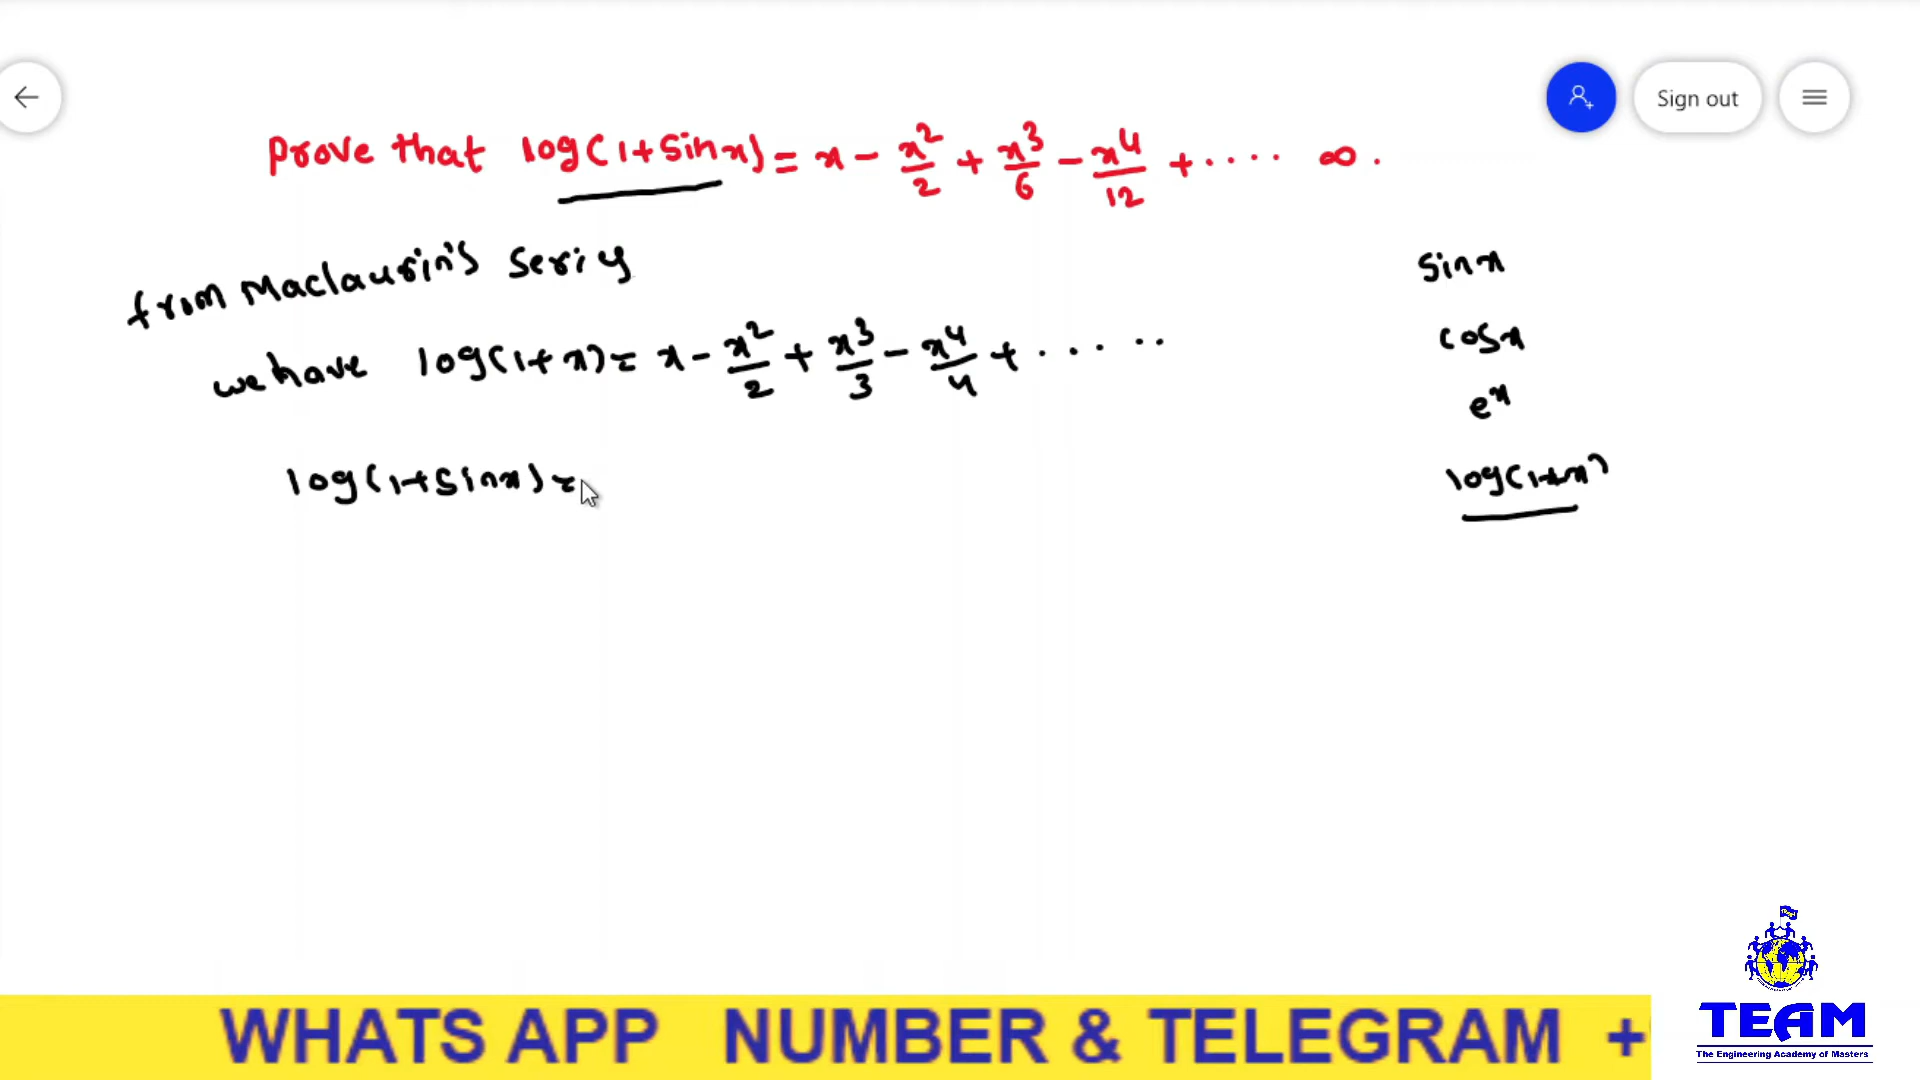 Sign out
Prove that log(1+sinx) = x - x²/2 + x³/6 - x⁴/12 + .... ∞.
from Maclaurin's Series
we have log(1+x) = x - x²/2 + x³/3 - x⁴/4 + ......
log(1+sinx) =
sinx
cosx
eˣ
log(1+x)
WHATS APP NUMBER & TELEGRAM +
TEAM
The Engineering Academy of Masters